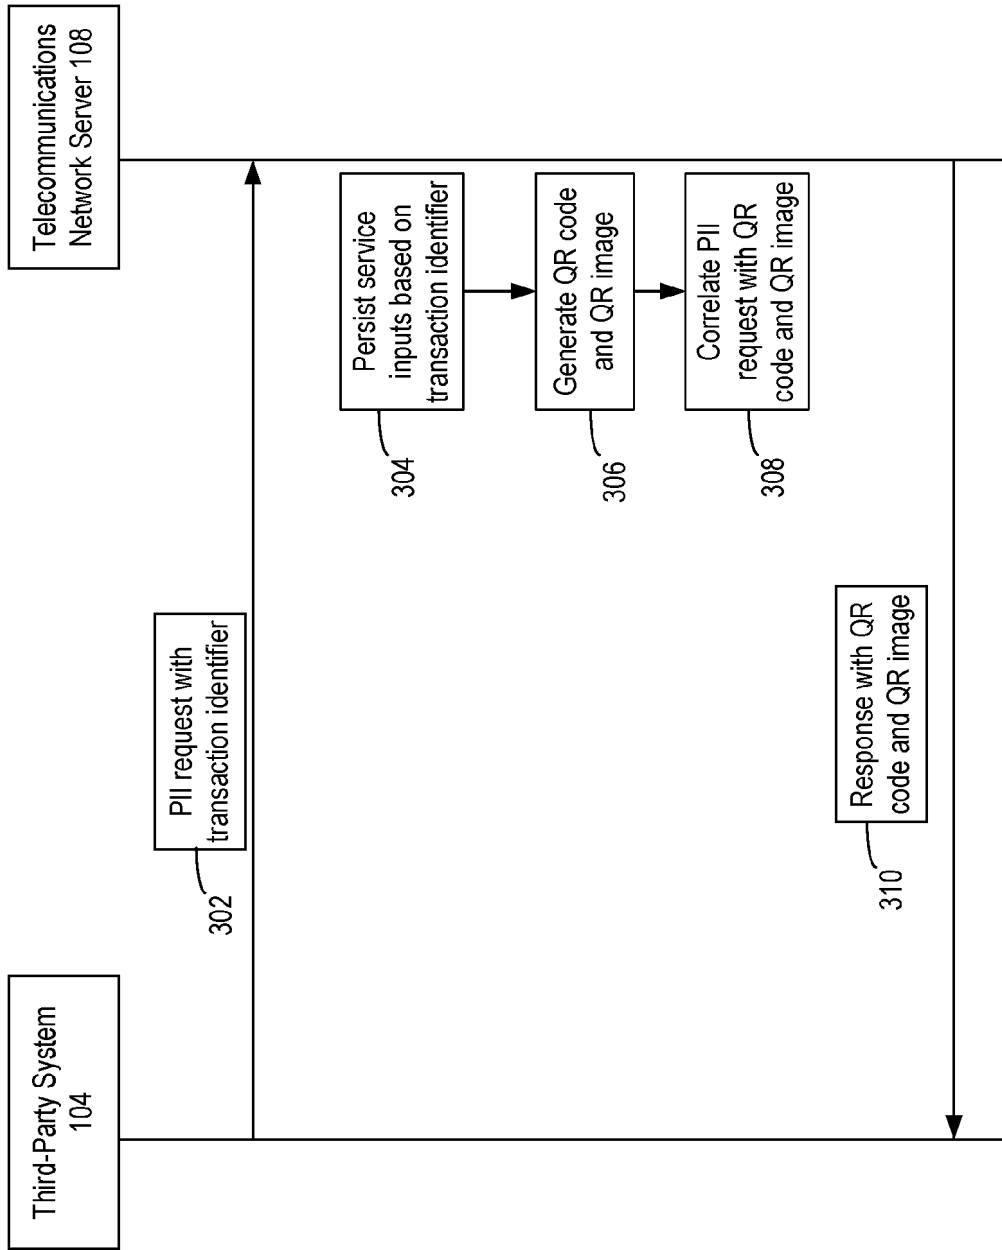 Third-Party System
104
Telecommunications
Network Server 108
PII request with
transaction identifier
302
Persist service
inputs based on
transaction identifier
304
Generate QR code
and QR image
306
Correlate PII
request with QR
code and QR image
308
Response with QR
code and QR image
310